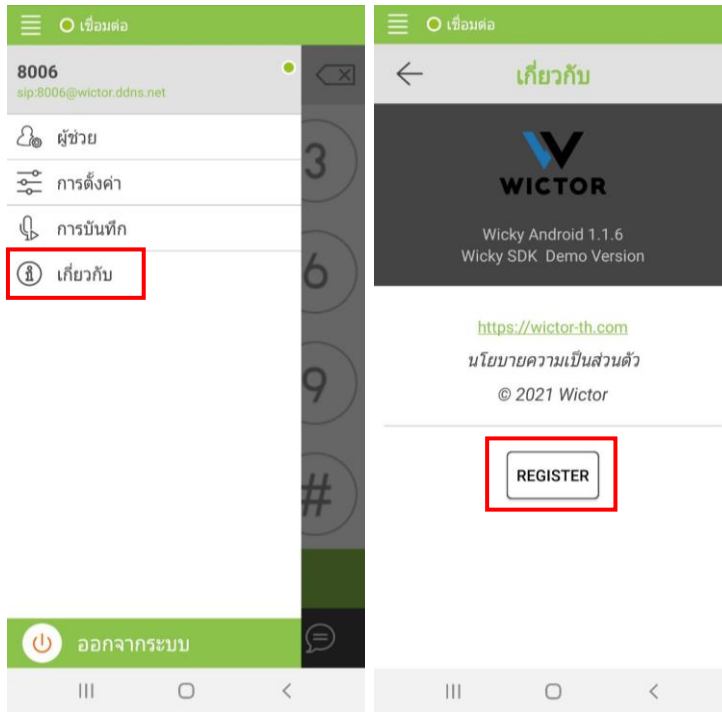 เชื่อมต่อ
8006
sip:8006@wictor.ddns.net
ผู้ช่วย
การตั้งค่า
การบันทึก
เกี่ยวกับ
3
6
9
#
ออกจากระบบ
เชื่อมต่อ
เกี่ยวกับ
WICTOR
Wicky Android 1.1.6
Wicky SDK Demo Version
https://wictor-th.com
นโยบายความเป็นส่วนตัว
© 2021 Wictor
REGISTER